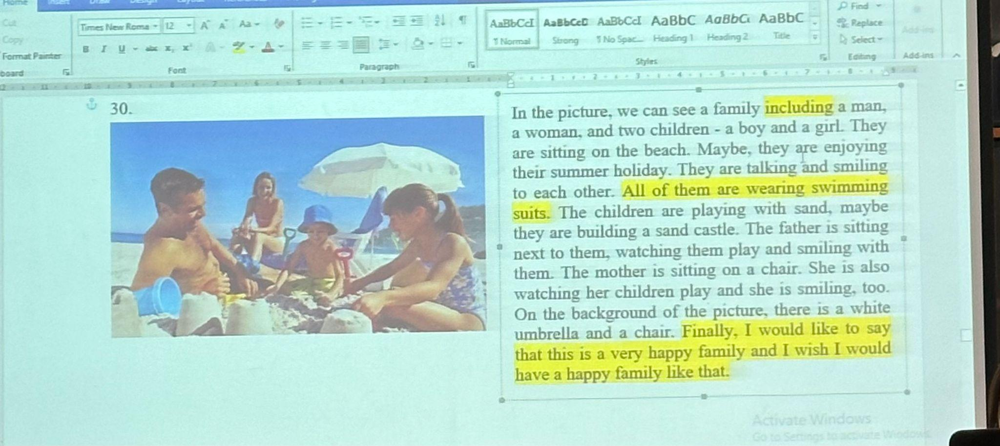 Home
Cut
Copy
Format Painter
board
Times New Roma
12
Aa
B I U abc x, x²
Font
Paragraph
AaBbCcI AaBbCcD AaBbCcI AaBbC AaBbCc AaBbC
¶ Normal Strong ¶ No Spac... Heading 1 Heading 2 Title
Styles
Find
Replace
Select
Editing
Add-ins
Add-ins
30.
In the picture, we can see a family including a man,
a woman, and two children - a boy and a girl. They
are sitting on the beach. Maybe, they are enjoying
their summer holiday. They are talking and smiling
to each other. All of them are wearing swimming
suits. The children are playing with sand, maybe
they are building a sand castle. The father is sitting
next to them, watching them play and smiling with
them. The mother is sitting on a chair. She is also
watching her children play and she is smiling, too.
On the background of the picture, there is a white
umbrella and a chair. Finally, I would like to say
that this is a very happy family and I wish I would
have a happy family like that.
Activate Windows
Go to Settings to activate Windows.